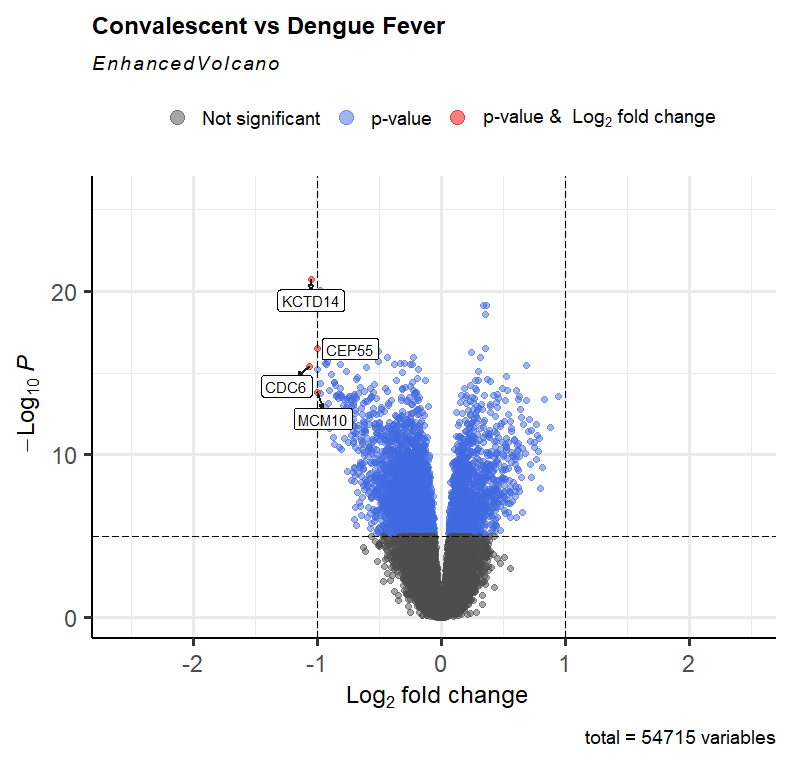 Convalescent vs Dengue Fever
EnhancedVolcano
Not significant p-value p-value & Log₂ fold change
−Log₁₀ P
20
10
0
KCTD14
CEP55
CDC6
MCM10
-2 -1 0 1 2
Log₂ fold change
total = 54715 variables